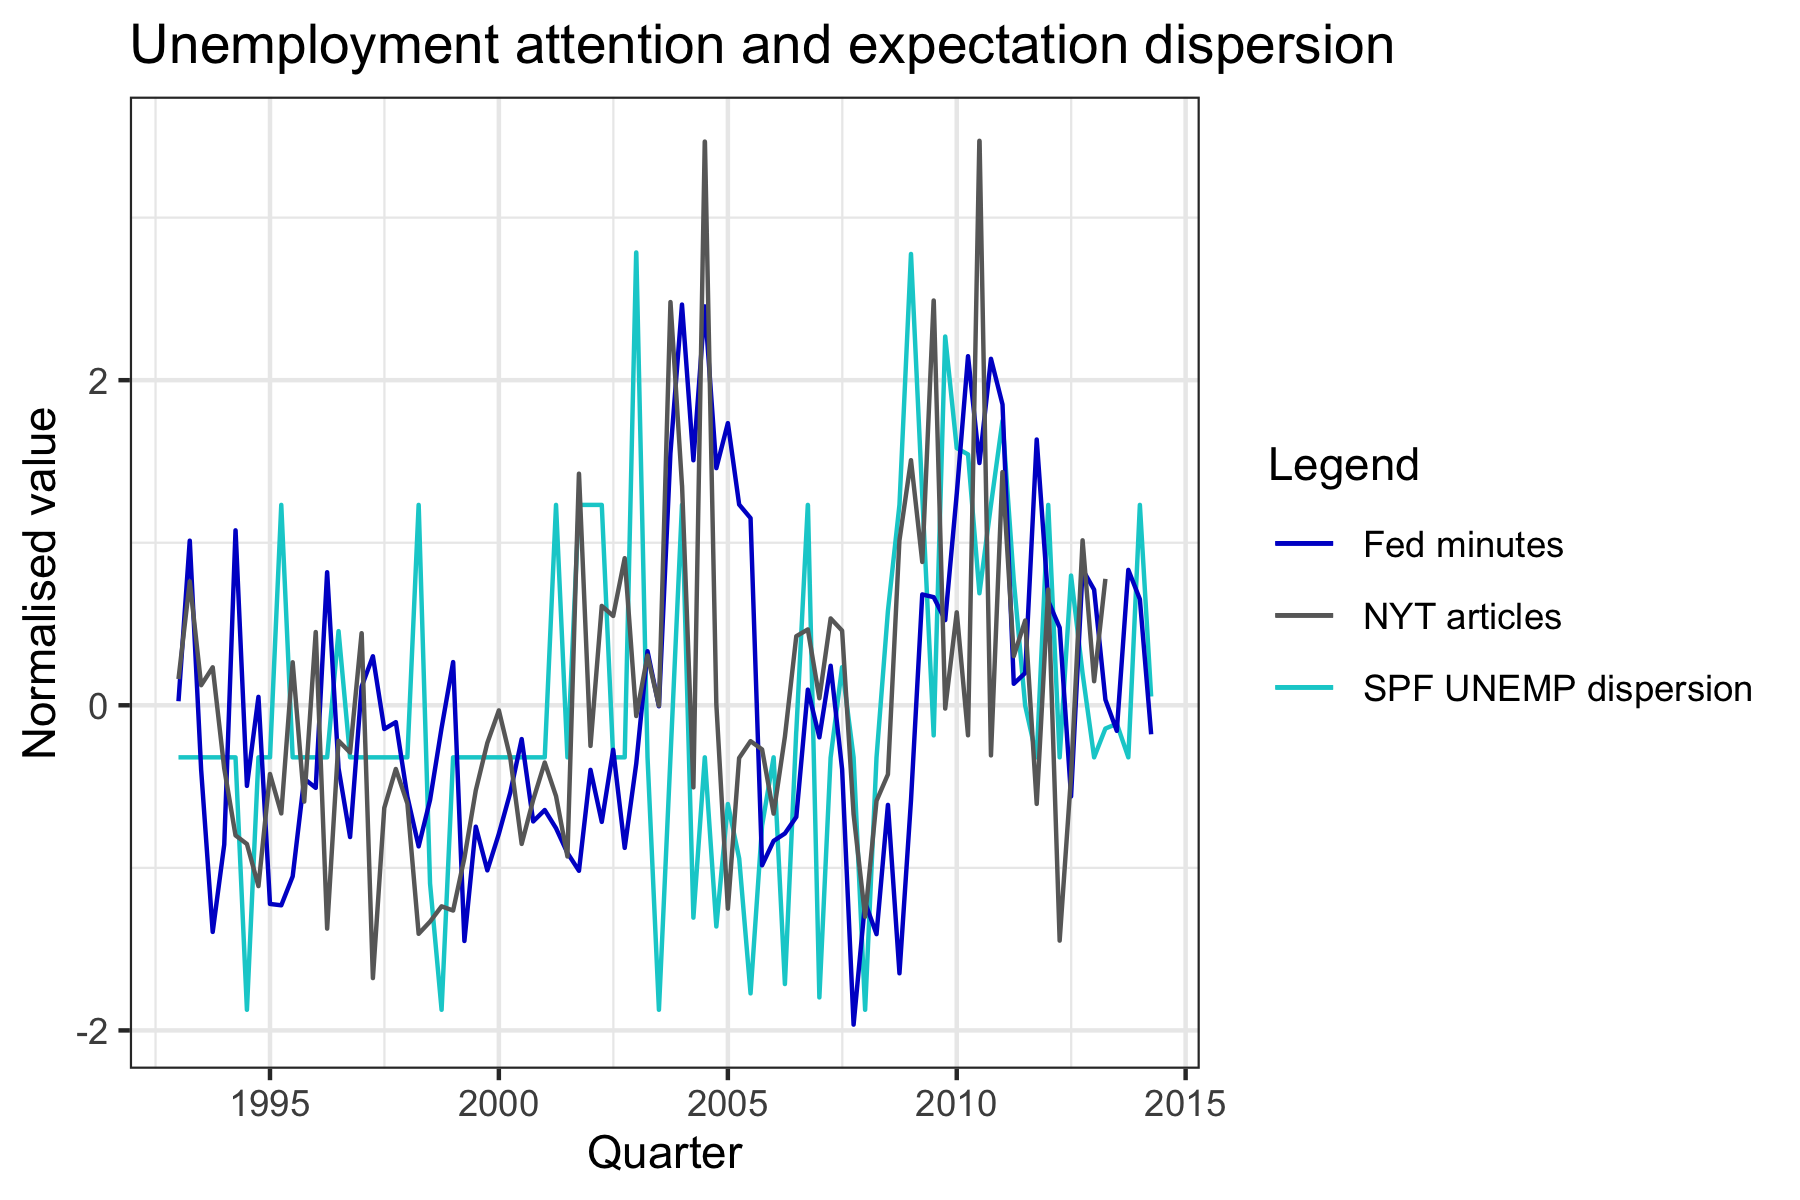 Unemployment attention and expectation dispersion
Normalised value
2
0
-2
1995
2000
2005
2010
2015
Quarter
Legend
Fed minutes
NYT articles
SPF UNEMP dispersion